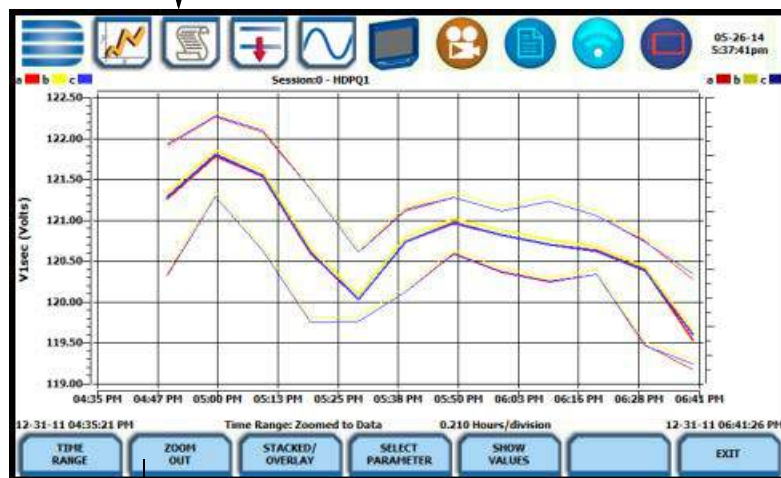 05-26-14
5:37:41pm
a b c
Session:0 - HDPQ1
a b c
122.50
122.00
121.50
121.00
120.50
120.00
119.50
119.00
V1sec (Volts)
04:35 PM 04:47 PM 05:00 PM 05:13 PM 05:25 PM 05:38 PM 05:50 PM 06:03 PM 06:16 PM 06:28 PM 06:41 PM
12-31-11 04:35:21 PM Time Range: Zoomed to Data 0.210 Hours/division 12-31-11 06:41:26 PM
TIME RANGE
ZOOM OUT
STACKED/ OVERLAY
SELECT PARAMETER
SHOW VALUES
EXIT